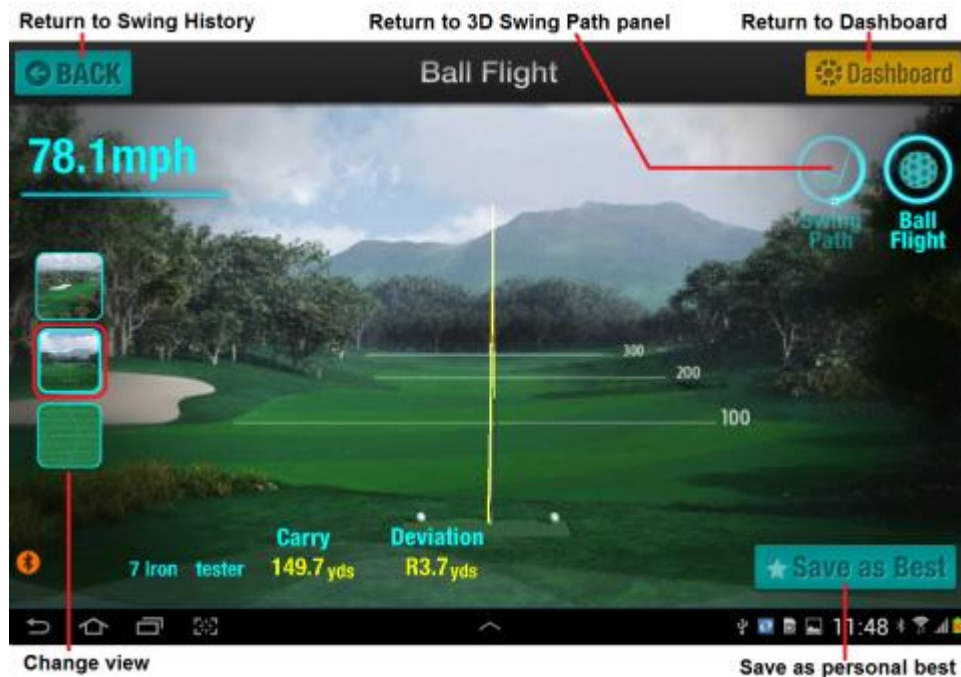 Return to Swing History
Return to 3D Swing Path panel
Return to Dashboard
BACK
Ball Flight
Dashboard
78.1mph
Swing Path
Ball Flight
300
200
100
Carry
Deviation
7 Iron tester 149.7 yds R3.7 yds
Save as Best
11:48
Change view
Save as personal best